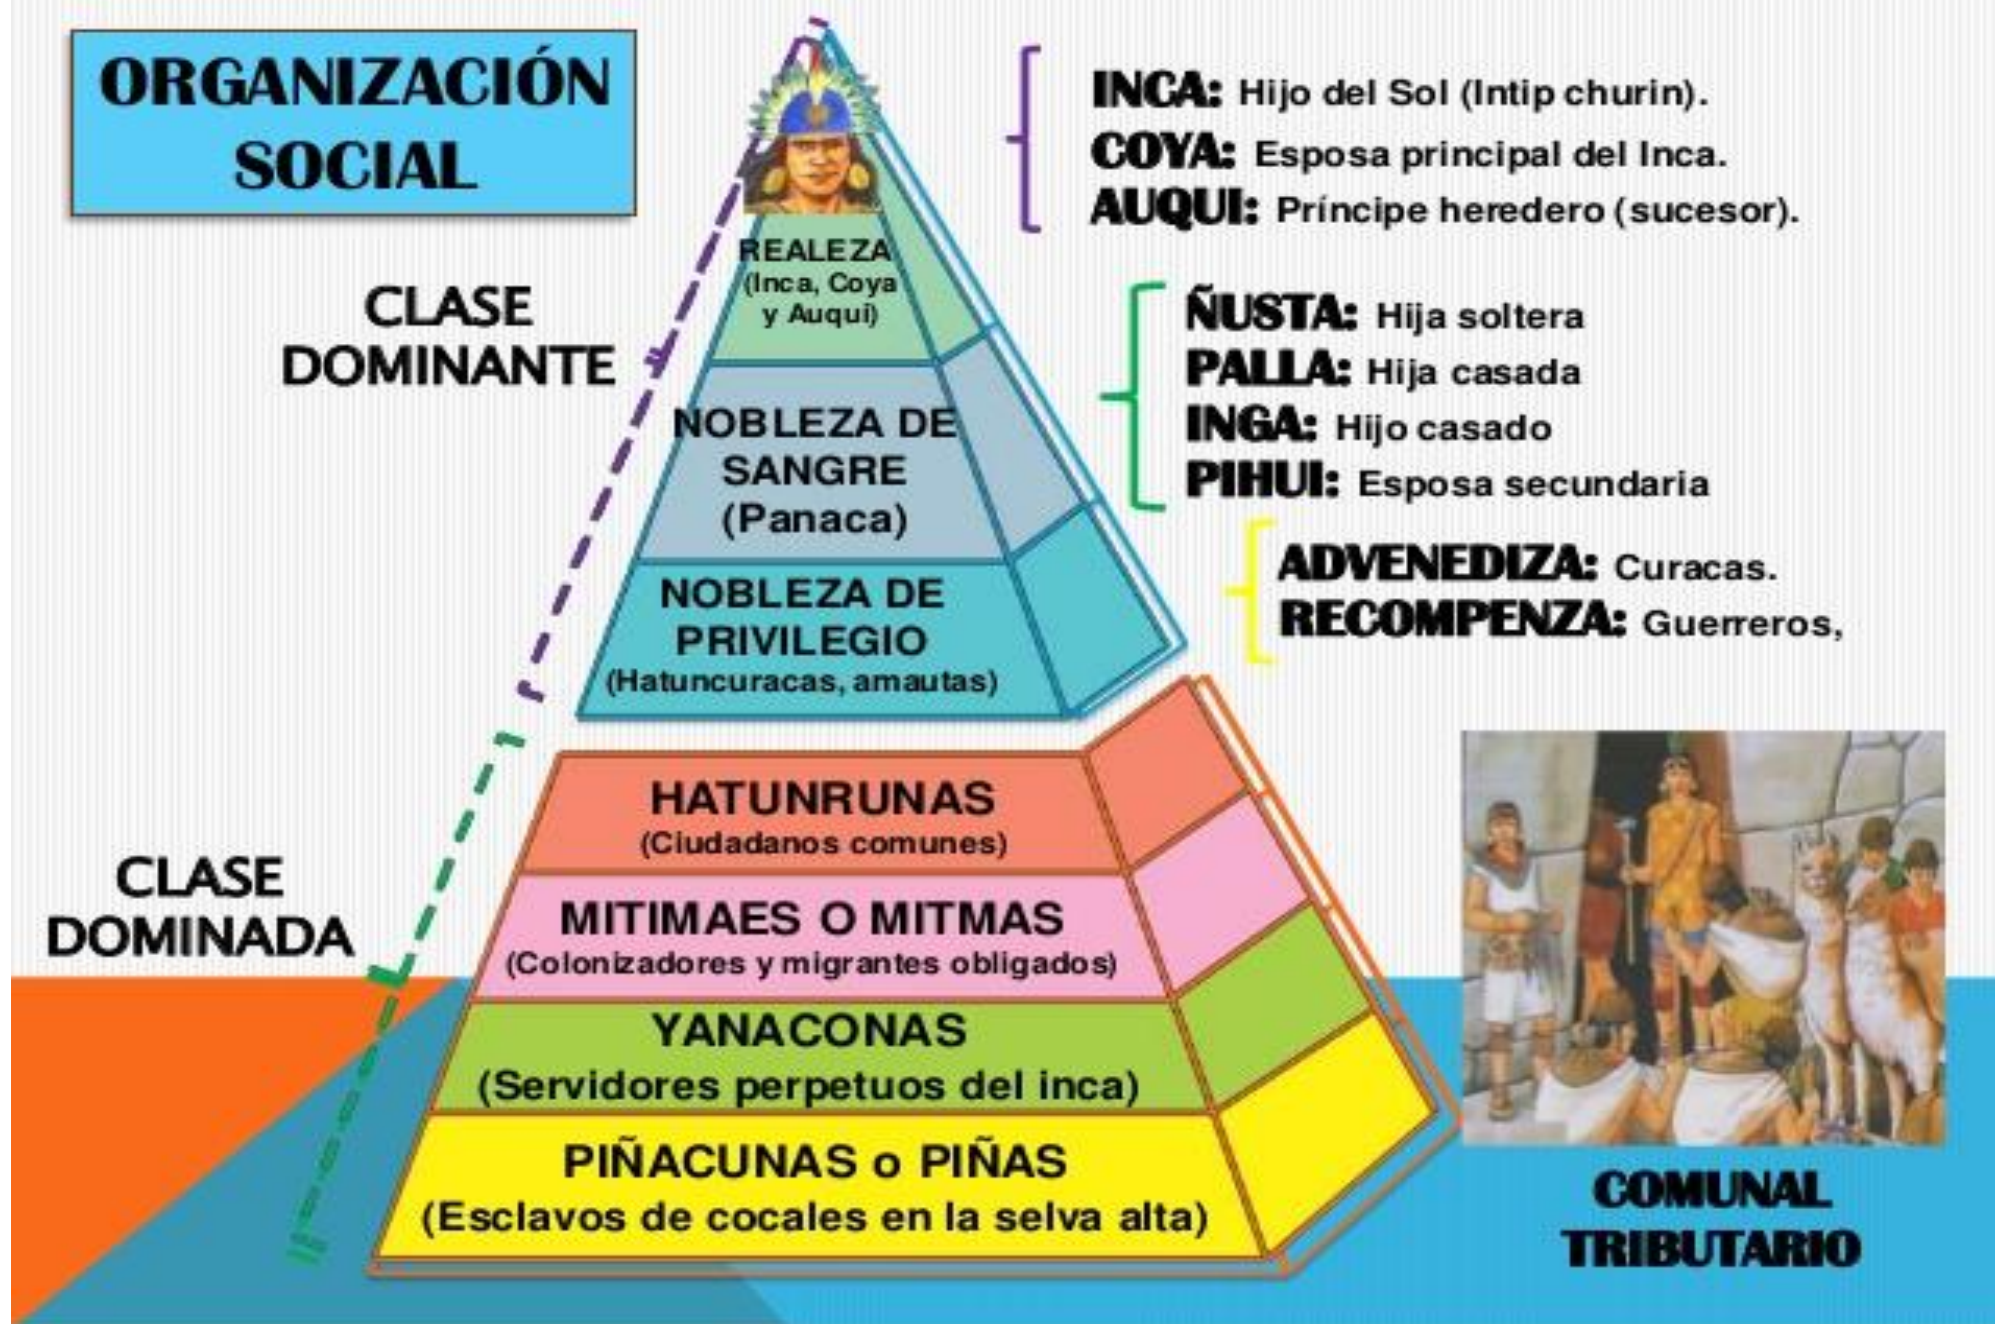 ORGANIZACIÓN
SOCIAL
INCA: Hijo del Sol (Intip churin).
COYA: Esposa principal del Inca.
AUQUI: Príncipe heredero (sucesor).
CLASE
DOMINANTE
REALEZA
(Inca, Coya
y Auqui)
ÑUSTA: Hija soltera
PALLA: Hija casada
INGA: Hijo casado
PIHUI: Esposa secundaria
NOBLEZA DE
SANGRE
(Panaca)
ADVENEDIZA: Curacas.
RECOMPENZA: Guerreros,
NOBLEZA DE
PRIVILEGIO
(Hatuncuracas, amautas)
CLASE
DOMINADA
HATUNRUNAS
(Ciudadanos comunes)
MITIMAES O MITMAS
(Colonizadores y migrantes obligados)
YANACONAS
(Servidores perpetuos del inca)
PIÑACUNAS o PIÑAS
(Esclavos de cocales en la selva alta)
COMUNAL
TRIBUTARIO